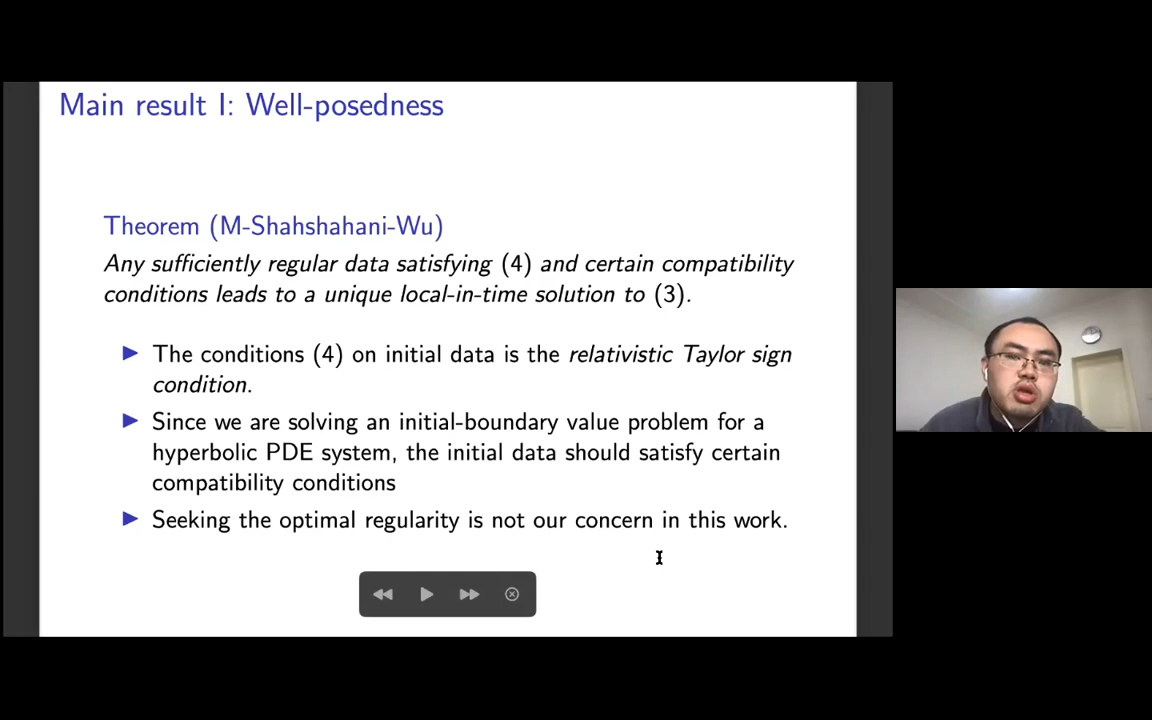 Main result I: Well-posedness
Theorem (M-Shahshahani-Wu)
Any sufficiently regular data satisfying (4) and certain compatibility
conditions leads to a unique local-in-time solution to (3).
The conditions (4) on initial data is the relativistic Taylor sign
condition.
Since we are solving an initial-boundary value problem for a
hyperbolic PDE system, the initial data should satisfy certain
compatibility conditions
Seeking the optimal regularity is not our concern in this work.